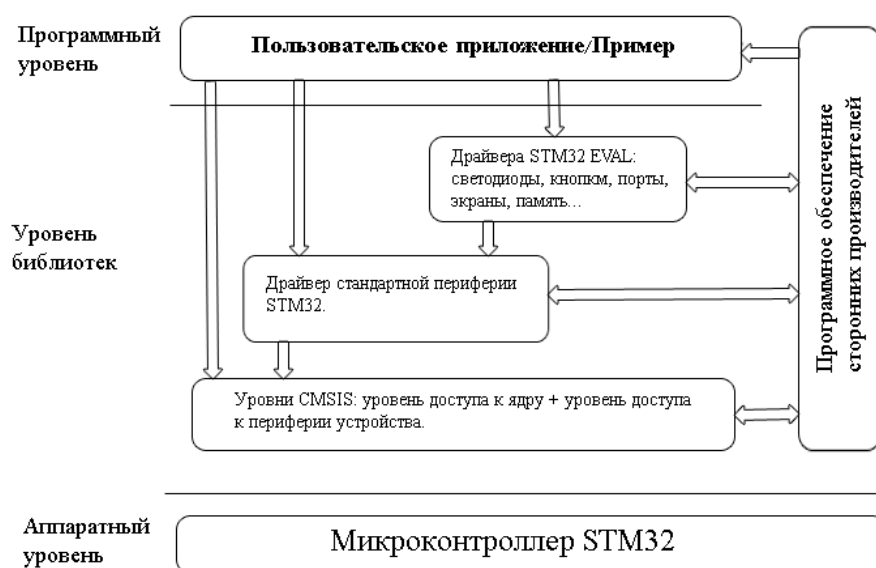 Программный
уровень
Пользовательское приложение/Пример
Драйвера STM32 EVAL:
светодиоды, кнопкм, порты,
экраны, память...
Уровень
библиотек
Драйвер стандартной периферии
STM32.
Уровни CMSIS: уровень доступа к ядру + уровень доступа
к периферии устройства.
Программное обеспечение
сторонних производителей
Аппаратный
уровень
Микроконтроллер STM32